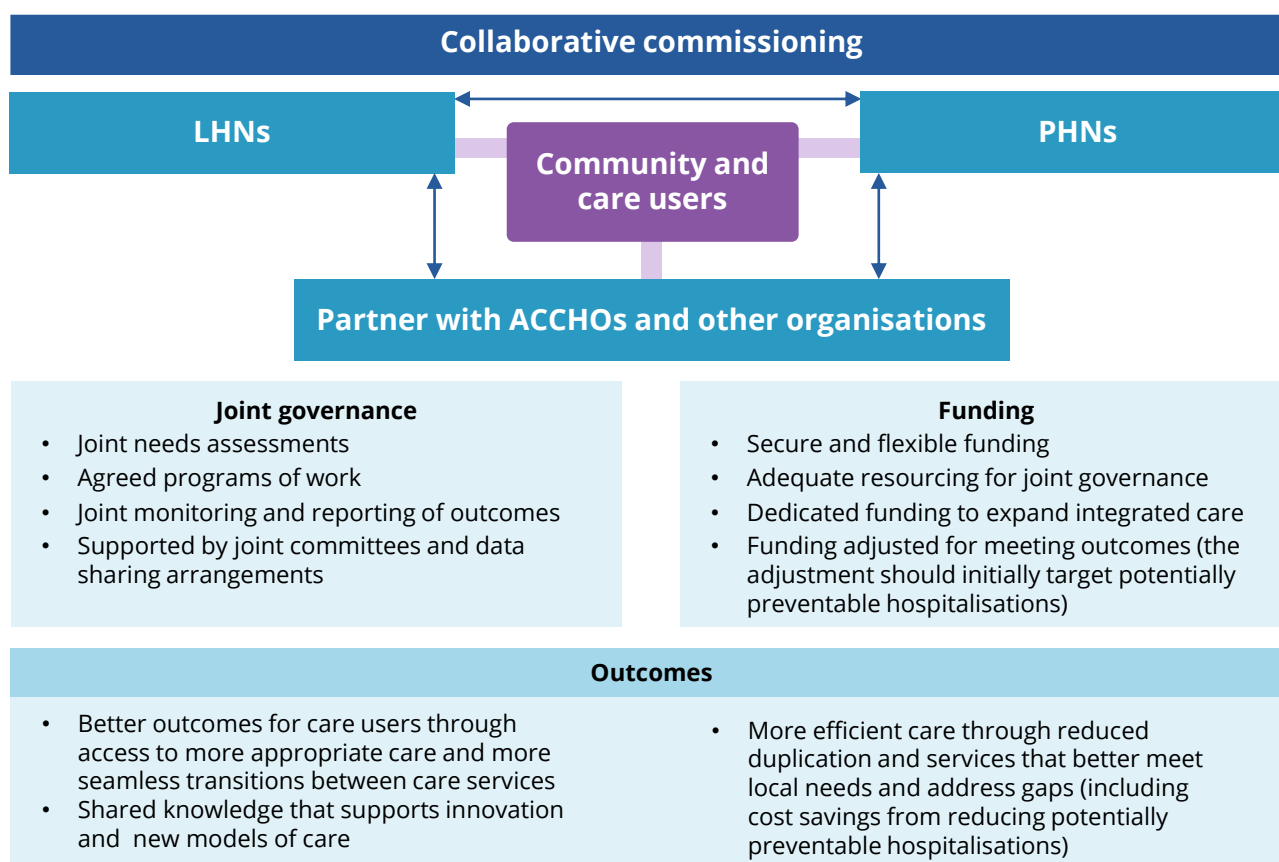 Collaborative commissioning
LHNs
PHNs
Community and
care users
Partner with ACCHOs and other organisations
Joint governance
• Joint needs assessments
• Agreed programs of work
• Joint monitoring and reporting of outcomes
• Supported by joint committees and data
sharing arrangements
Funding
• Secure and flexible funding
• Adequate resourcing for joint governance
• Dedicated funding to expand integrated care
• Funding adjusted for meeting outcomes (the
adjustment should initially target potentially
preventable hospitalisations)
Outcomes
• Better outcomes for care users through
access to more appropriate care and more
seamless transitions between care services
• Shared knowledge that supports innovation
and new models of care
• More efficient care through reduced
duplication and services that better meet
local needs and address gaps (including
cost savings from reducing potentially
preventable hospitalisations)